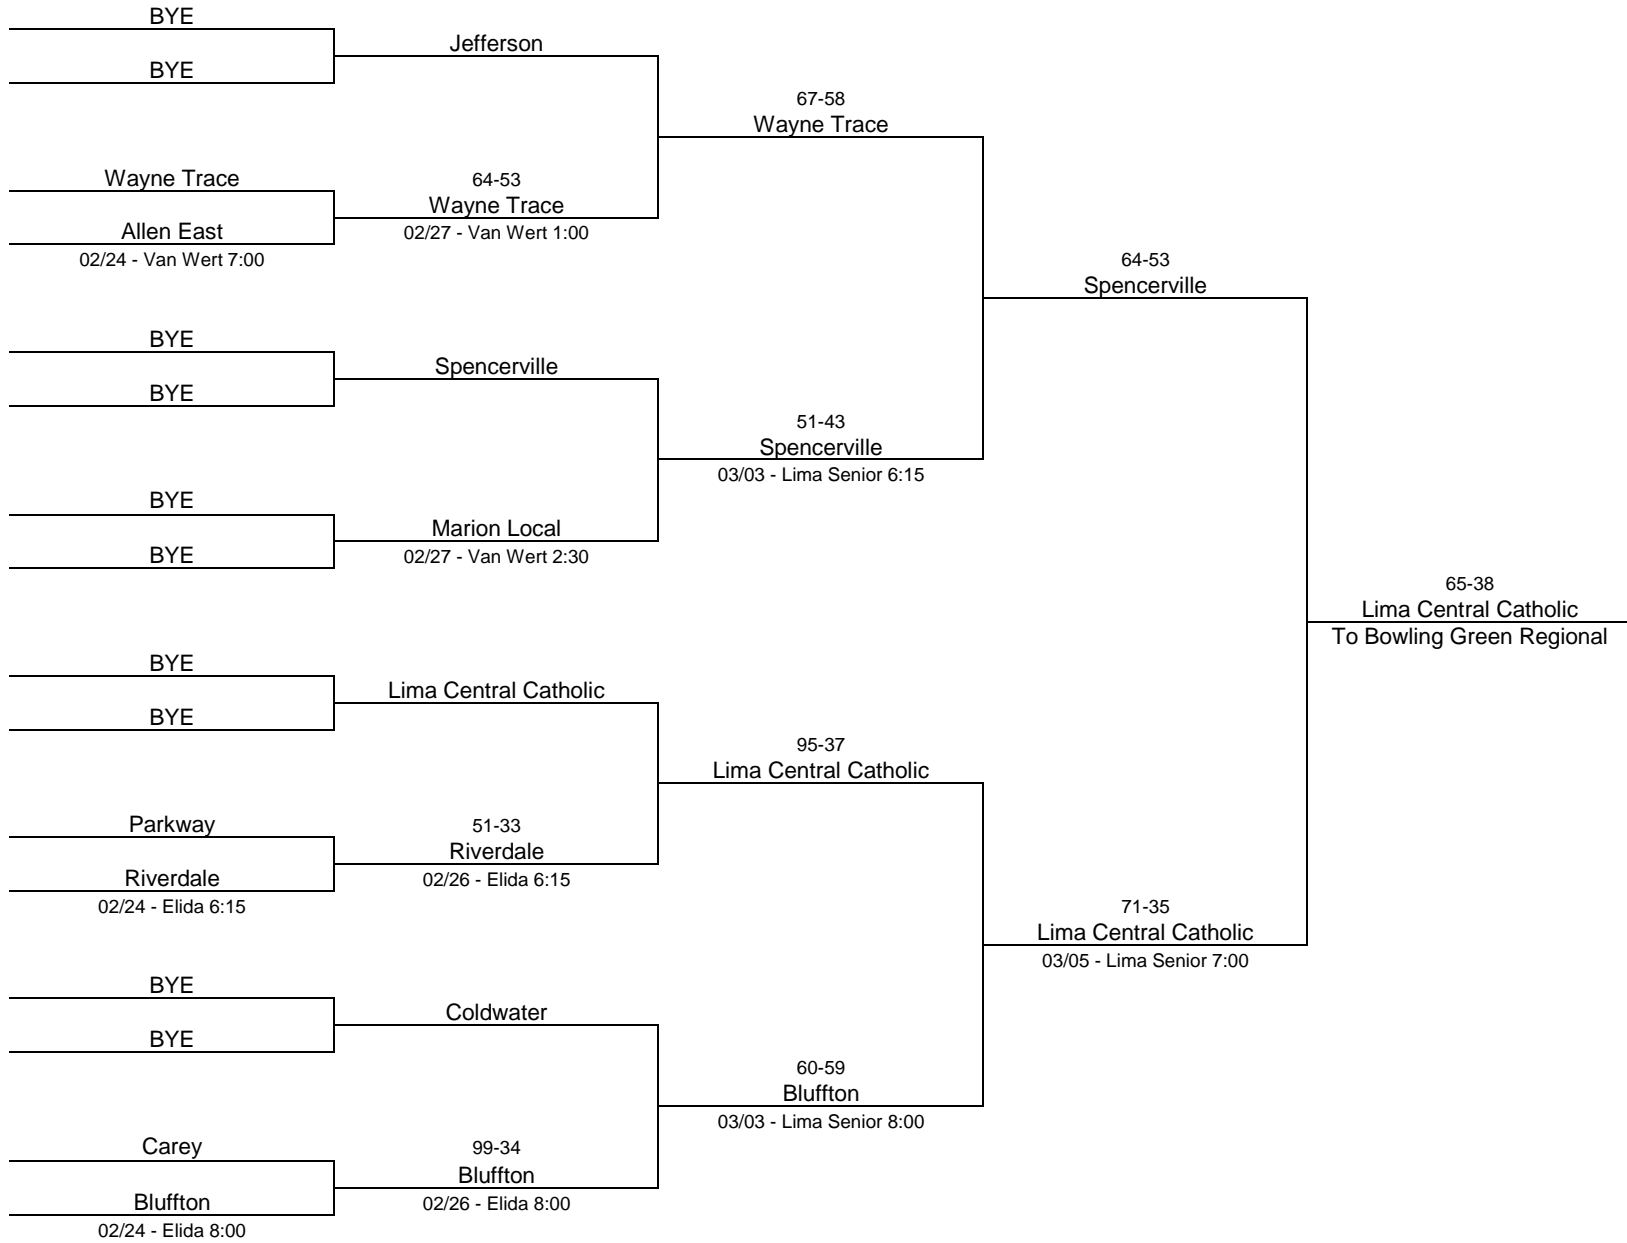 BYE
Jefferson
BYE
67-58
Wayne Trace
Wayne Trace
64-53
Wayne Trace
Allen East
02/27 - Van Wert 1:00
02/24 - Van Wert 7:00
64-53
Spencerville
BYE
Spencerville
BYE
51-43
Spencerville
03/03 - Lima Senior 6:15
BYE
Marion Local
BYE
02/27 - Van Wert 2:30
65-38
Lima Central Catholic
To Bowling Green Regional
BYE
Lima Central Catholic
BYE
95-37
Lima Central Catholic
Parkway
51-33
Riverdale
Riverdale
02/26 - Elida 6:15
02/24 - Elida 6:15
71-35
Lima Central Catholic
03/05 - Lima Senior 7:00
BYE
Coldwater
BYE
60-59
Bluffton
03/03 - Lima Senior 8:00
Carey
99-34
Bluffton
Bluffton
02/26 - Elida 8:00
02/24 - Elida 8:00